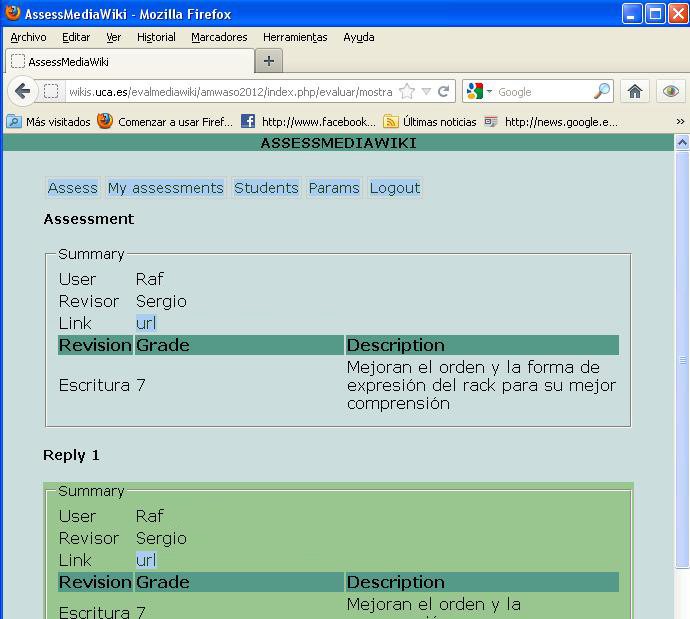 AssessMediaWiki - Mozilla Firefox
Archivo Editar Ver Historial Marcadores Herramientas Ayuda
AssessMediaWiki +
wikis.uca.es/evalmediawiki/amwaso2012/index.php/evaluar/mostra Google
Más visitados Comenzar a usar Firef... http://www.facebook... Últimas noticias http://news.google.e... »
ASSESSMEDIAWIKI
Assess My assessments Students Params Logout
Assessment
Summary
User Raf
Revisor Sergio
Link url
Revision Grade Description
Escritura 7 Mejoran el orden y la forma de
expresión del rack para su mejor
comprensión
Reply 1
Summary
User Raf
Revisor Sergio
Link url
Revision Grade Description
Escritura 7 Mejoran el orden y la